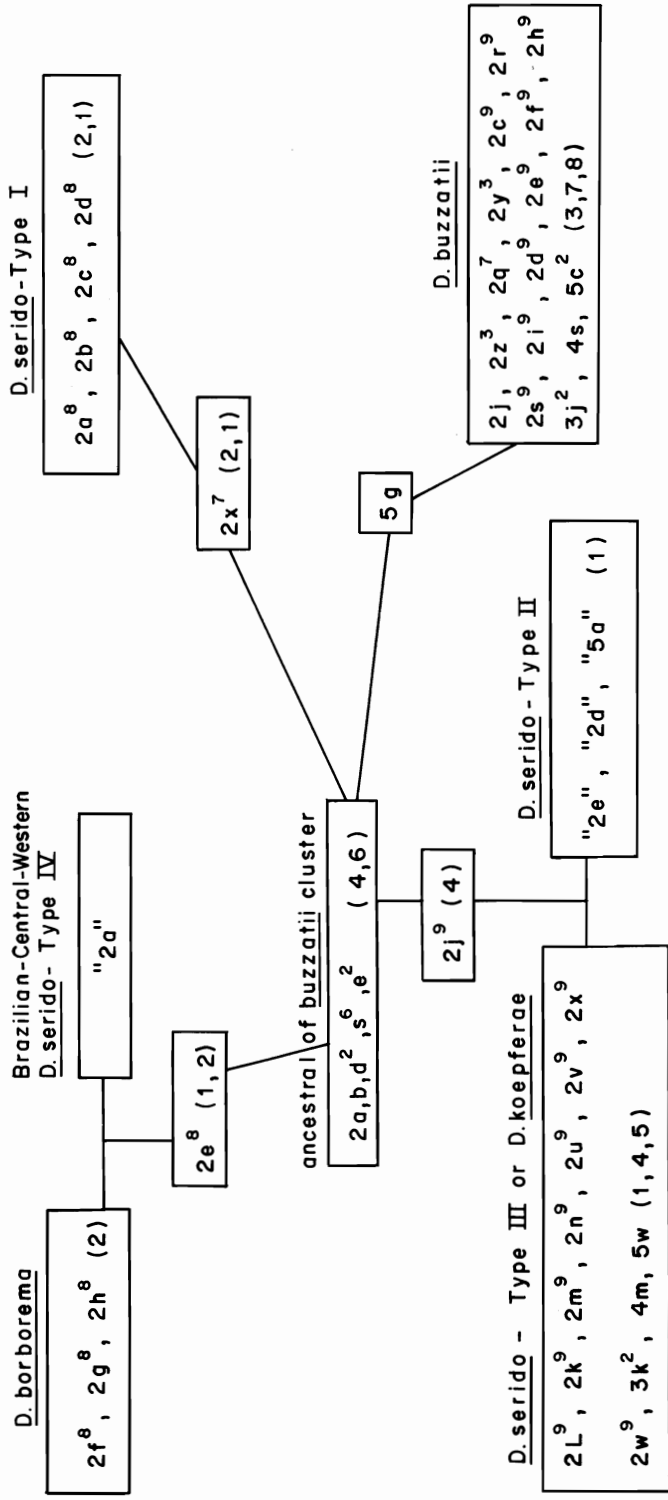 D. borborema
2f⁸ , 2g⁸ , 2h⁸ (2)
Brazilian-Central-Western
D. serido - Type IV
"2a"
2e⁸ (1, 2)
D. serido-Type I
2a⁸ , 2b⁸ , 2c⁸ , 2d⁸ (2,1)
2x⁷ (2,1)
ancestral of buzzatii cluster
2a,b,d² ,s⁶ ,e² (4,6)
5g
D. buzzatii
2j, 2z³ , 2q⁷ , 2y³ , 2c⁹ , 2r⁹
2s⁹ , 2i⁹ , 2d⁹ , 2e⁹ , 2f⁹ , 2h⁹
3j² , 4s, 5c² (3,7,8)
2j⁹ (4)
D. serido - Type III or D. koepferae
2L⁹ , 2k⁹ , 2m⁹ , 2n⁹ , 2u⁹ , 2v⁹ , 2x⁹
2w⁹ , 3k² , 4m, 5w (1,4,5)
D. serido - Type II
"2e" , "2d" , "5a" (1)